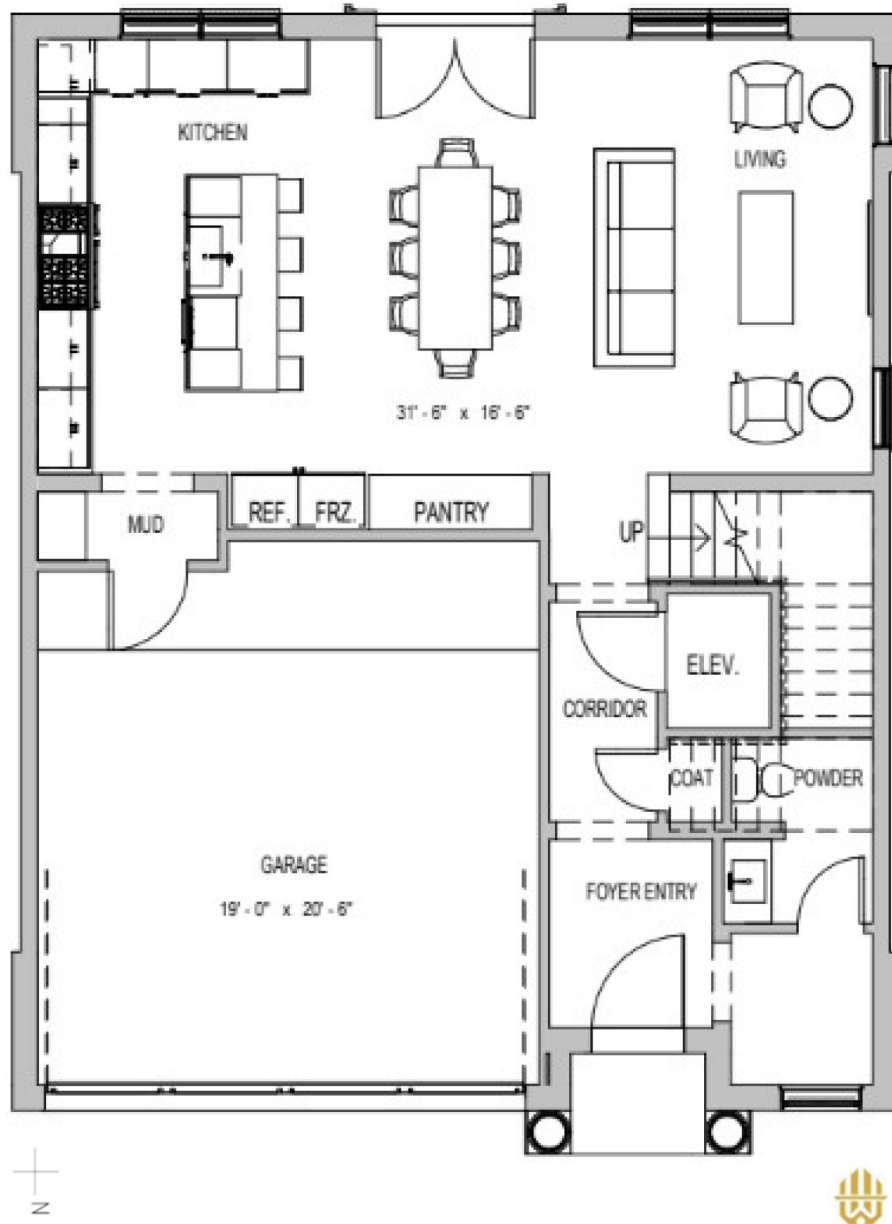 KITCHEN
LIVING
31' - 6" x 16' - 6"
MUD
REF.
FRZ.
PANTRY
UP
ELEV.
CORRIDOR
COAT
POWDER
GARAGE
19' - 0" x 20' - 6"
FOYER ENTRY
N